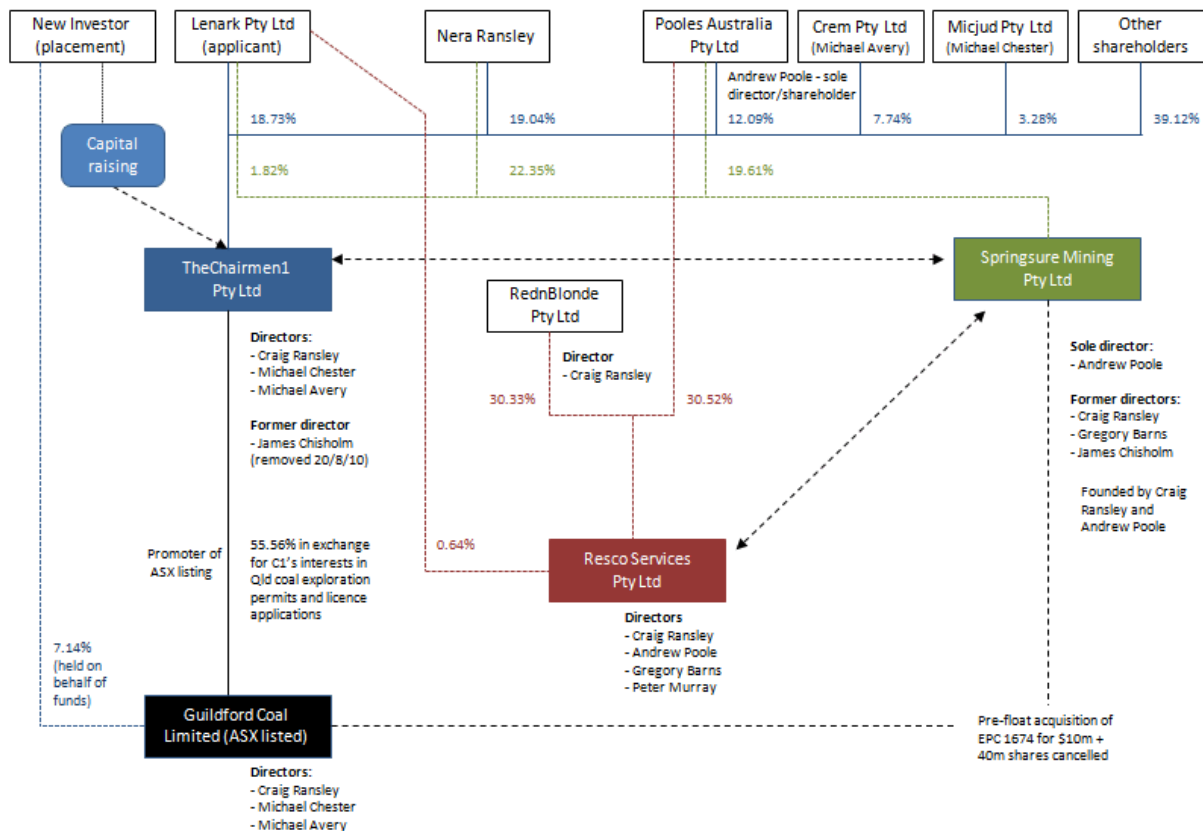 New Investor
(placement)
Lenark Pty Ltd
(applicant)
Nera Ransley
Pooles Australia
Pty Ltd
Crem Pty Ltd
(Michael Avery)
Micjud Pty Ltd
(Michael Chester)
Other
shareholders
Andrew Poole - sole
director/shareholder
18.73%
19.04%
12.09%
7.74%
3.28%
39.12%
Capital
raising
1.82%
22.35%
19.61%
TheChairmen1
Pty Ltd
Springsure Mining
Pty Ltd
RednBlonde
Pty Ltd
Directors:
- Craig Ransley
- Michael Chester
- Michael Avery
Former director
- James Chisholm
(removed 20/8/10)
Director
- Craig Ransley
30.33%
30.52%
Sole director:
- Andrew Poole
Former directors:
- Craig Ransley
- Gregory Barns
- James Chisholm
Founded by Craig
Ransley and
Andrew Poole
Promoter of
ASX listing
55.56% in exchange
for C1's interests in
Qld coal exploration
permits and licence
applications
0.64%
Resco Services
Pty Ltd
Directors
- Craig Ransley
- Andrew Poole
- Gregory Barns
- Peter Murray
7.14%
(held on
behalf of
funds)
Guildford Coal
Limited (ASX listed)
Pre-float acquisition of
EPC 1674 for $10m +
40m shares cancelled
Directors:
- Craig Ransley
- Michael Chester
- Michael Avery